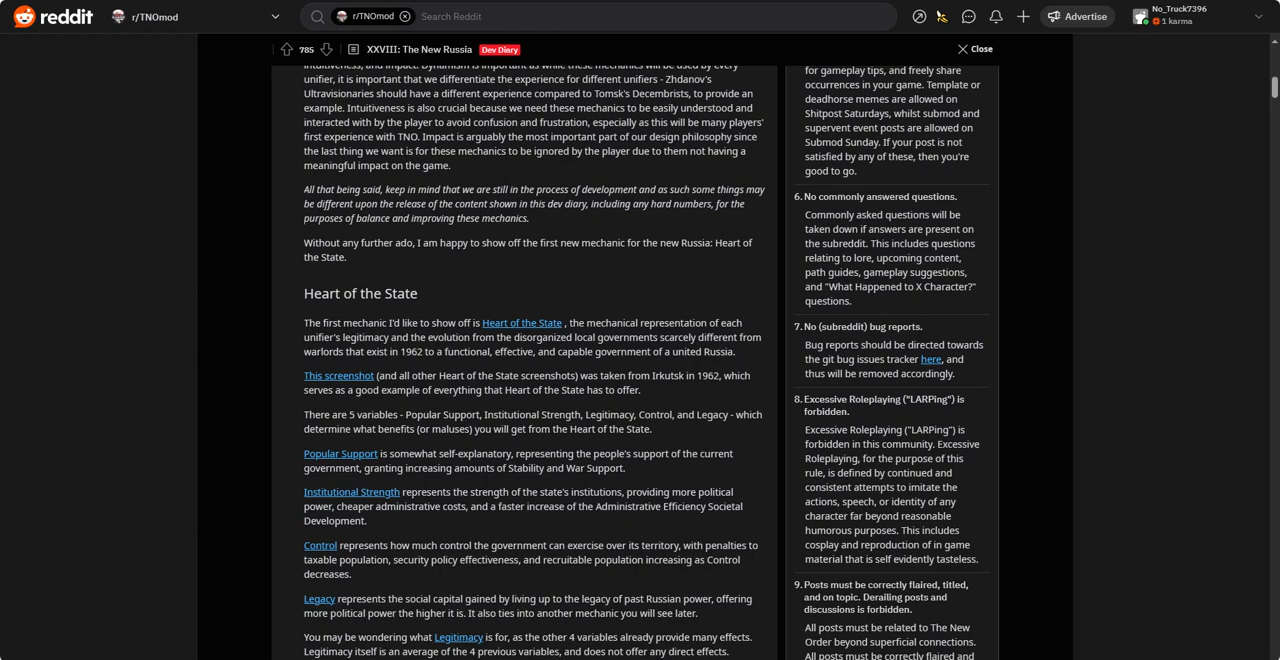 reddit
r/TNOmod
r/TNOmod
Search Reddit
Advertise
No_Truck7396
1 karma
785
XXVIII: The New Russia
Dev Diary
Close
intuitiveness, and impact. Dynamism is important as while these mechanics will be used by every
unifier, it is important that we differentiate the experience for different unifiers - Zhdanov's
Ultravisionaries should have a different experience compared to Tomsk's Decembrists, to provide an
example. Intuitiveness is also crucial because we need these mechanics to be easily understood and
interacted with by the player to avoid confusion and frustration, especially as this will be many players'
first experience with TNO. Impact is arguably the most important part of our design philosophy since
the last thing we want is for these mechanics to be ignored by the player due to them not having a
meaningful impact on the game.
All that being said, keep in mind that we are still in the process of development and as such some things may
be different upon the release of the content shown in this dev diary, including any hard numbers, for the
purposes of balance and improving these mechanics.
Without any further ado, I am happy to show off the first new mechanic for the new Russia: Heart of
the State.
Heart of the State
The first mechanic I'd like to show off is Heart of the State , the mechanical representation of each
unifier's legitimacy and the evolution from the disorganized local governments scarcely different from
warlords that exist in 1962 to a functional, effective, and capable government of a united Russia.
This screenshot (and all other Heart of the State screenshots) was taken from Irkutsk in 1962, which
serves as a good example of everything that Heart of the State has to offer.
There are 5 variables - Popular Support, Institutional Strength, Legitimacy, Control, and Legacy - which
determine what benefits (or maluses) you will get from the Heart of the State.
Popular Support is somewhat self-explanatory, representing the people's support of the current
government, granting increasing amounts of Stability and War Support.
Institutional Strength represents the strength of the state's institutions, providing more political
power, cheaper administrative costs, and a faster increase of the Administrative Efficiency Societal
Development.
Control represents how much control the government can exercise over its territory, with penalties to
taxable population, security policy effectiveness, and recruitable population increasing as Control
decreases.
Legacy represents the social capital gained by living up to the legacy of past Russian power, offering
more political power the higher it is. It also ties into another mechanic you will see later.
You may be wondering what Legitimacy is for, as the other 4 variables already provide many effects.
Legitimacy itself is an average of the 4 previous variables, and does not offer any direct effects.
for gameplay tips, and freely share
occurrences in your game. Template or
deadhorse memes are allowed on
Shitpost Saturdays, whilst submod and
supervent event posts are allowed on
Submod Sunday. If your post is not
satisfied by any of these, then you're
good to go.
6. No commonly answered questions.
Commonly asked questions will be
taken down if answers are present on
the subreddit. This includes questions
relating to lore, upcoming content,
path guides, gameplay suggestions,
and "What Happened to X Character?"
questions.
7. No (subreddit) bug reports.
Bug reports should be directed towards
the git bug issues tracker here, and
thus will be removed accordingly.
8. Excessive Roleplaying ("LARPing") is
forbidden.
Excessive Roleplaying ("LARPing") is
forbidden in this community. Excessive
Roleplaying, for the purpose of this
rule, is defined by continued and
consistent attempts to imitate the
actions, speech, or identity of any
character far beyond reasonable
humorous purposes. This includes
cosplay and reproduction of in game
material that is self evidently tasteless.
9. Posts must be correctly flaired, titled,
and on topic. Derailing posts and
discussions is forbidden.
All posts must be related to The New
Order beyond superficial connections.
All posts must be correctly flaired and